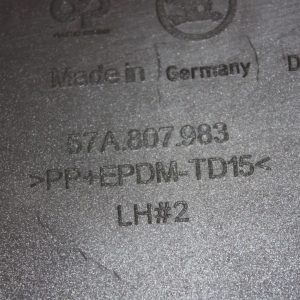 Made in Germany D
57A.807.983
>PP+EPDM-TD15<
LH#2